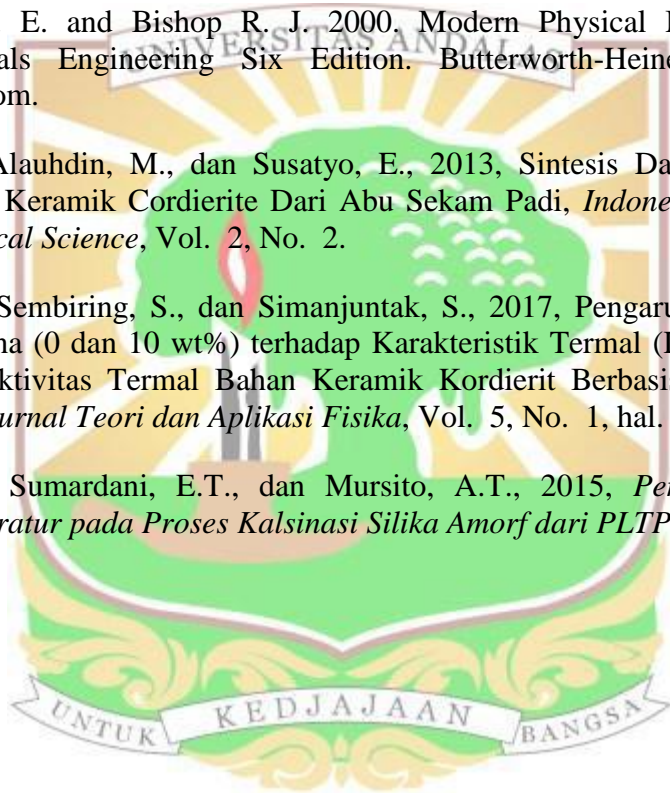 E. and Bishop R. J. 2000. Modern Physical
UNIVERSITAS ANDALAS
als Engineering Six Edition. Butterworth-Heine
om.
Alauhdin, M., dan Susatyo, E., 2013, Sintesis Da
Keramik Cordierite Dari Abu Sekam Padi, Indone
cal Science, Vol. 2, No. 2.
Sembiring, S., dan Simanjuntak, S., 2017, Pengaru
na (0 dan 10 wt%) terhadap Karakteristik Termal (
ktivitas Termal Bahan Keramik Kordierit Berbasi
urnal Teori dan Aplikasi Fisika, Vol. 5, No. 1, hal.
Sumardani, E.T., dan Mursito, A.T., 2015, Pe
ratur pada Proses Kalsinasi Silika Amorf dari PLTP
UNTUK KEDJAJAAN BANGSA